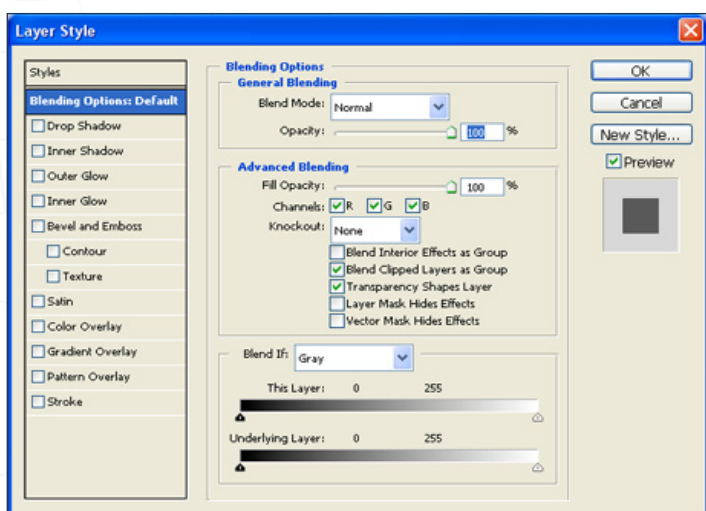 Layer Style
Styles
Blending Options: Default
Drop Shadow
Inner Shadow
Outer Glow
Inner Glow
Bevel and Emboss
Contour
Texture
Satin
Color Overlay
Gradient Overlay
Pattern Overlay
Stroke
Blending Options
General Blending
Blend Mode: Normal
Opacity: 100 %
Advanced Blending
Fill Opacity: 100 %
Channels: R G B
Knockout: None
Blend Interior Effects as Group
Blend Clipped Layers as Group
Transparency Shapes Layer
Layer Mask Hides Effects
Vector Mask Hides Effects
Blend If: Gray
This Layer: 0 255
Underlying Layer: 0 255
OK
Cancel
New Style...
Preview